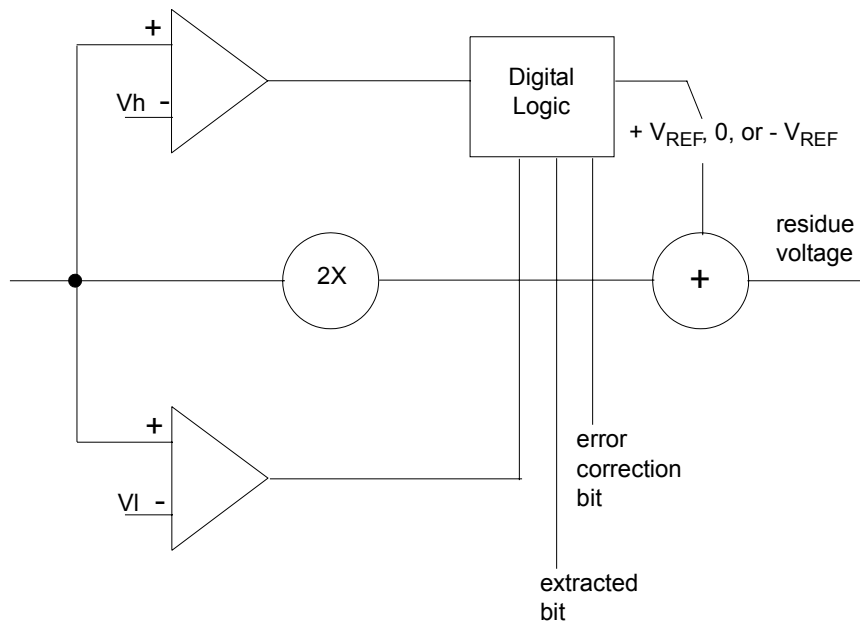 +
Vh -
Digital
Logic
+ VREF, 0, or - VREF
residue
voltage
2X
+
+
Vl -
error
correction
bit
extracted
bit